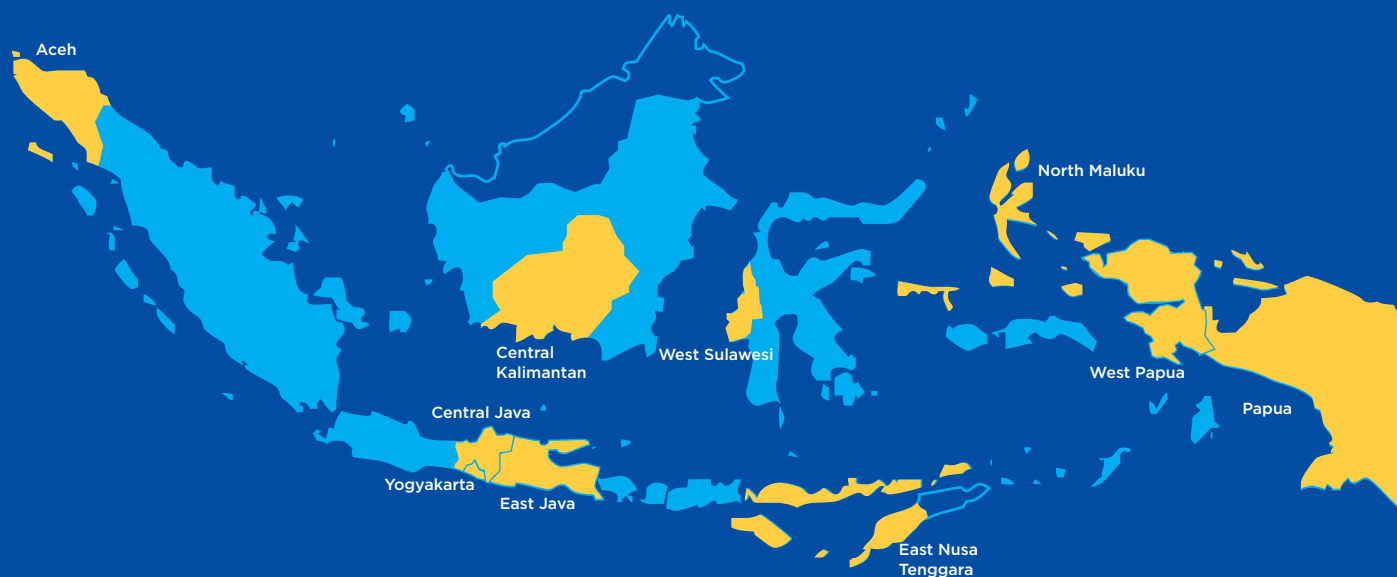 Aceh
North Maluku
Central
Kalimantan
West Sulawesi
West Papua
Papua
Central Java
Yogyakarta
East Java
East Nusa
Tenggara